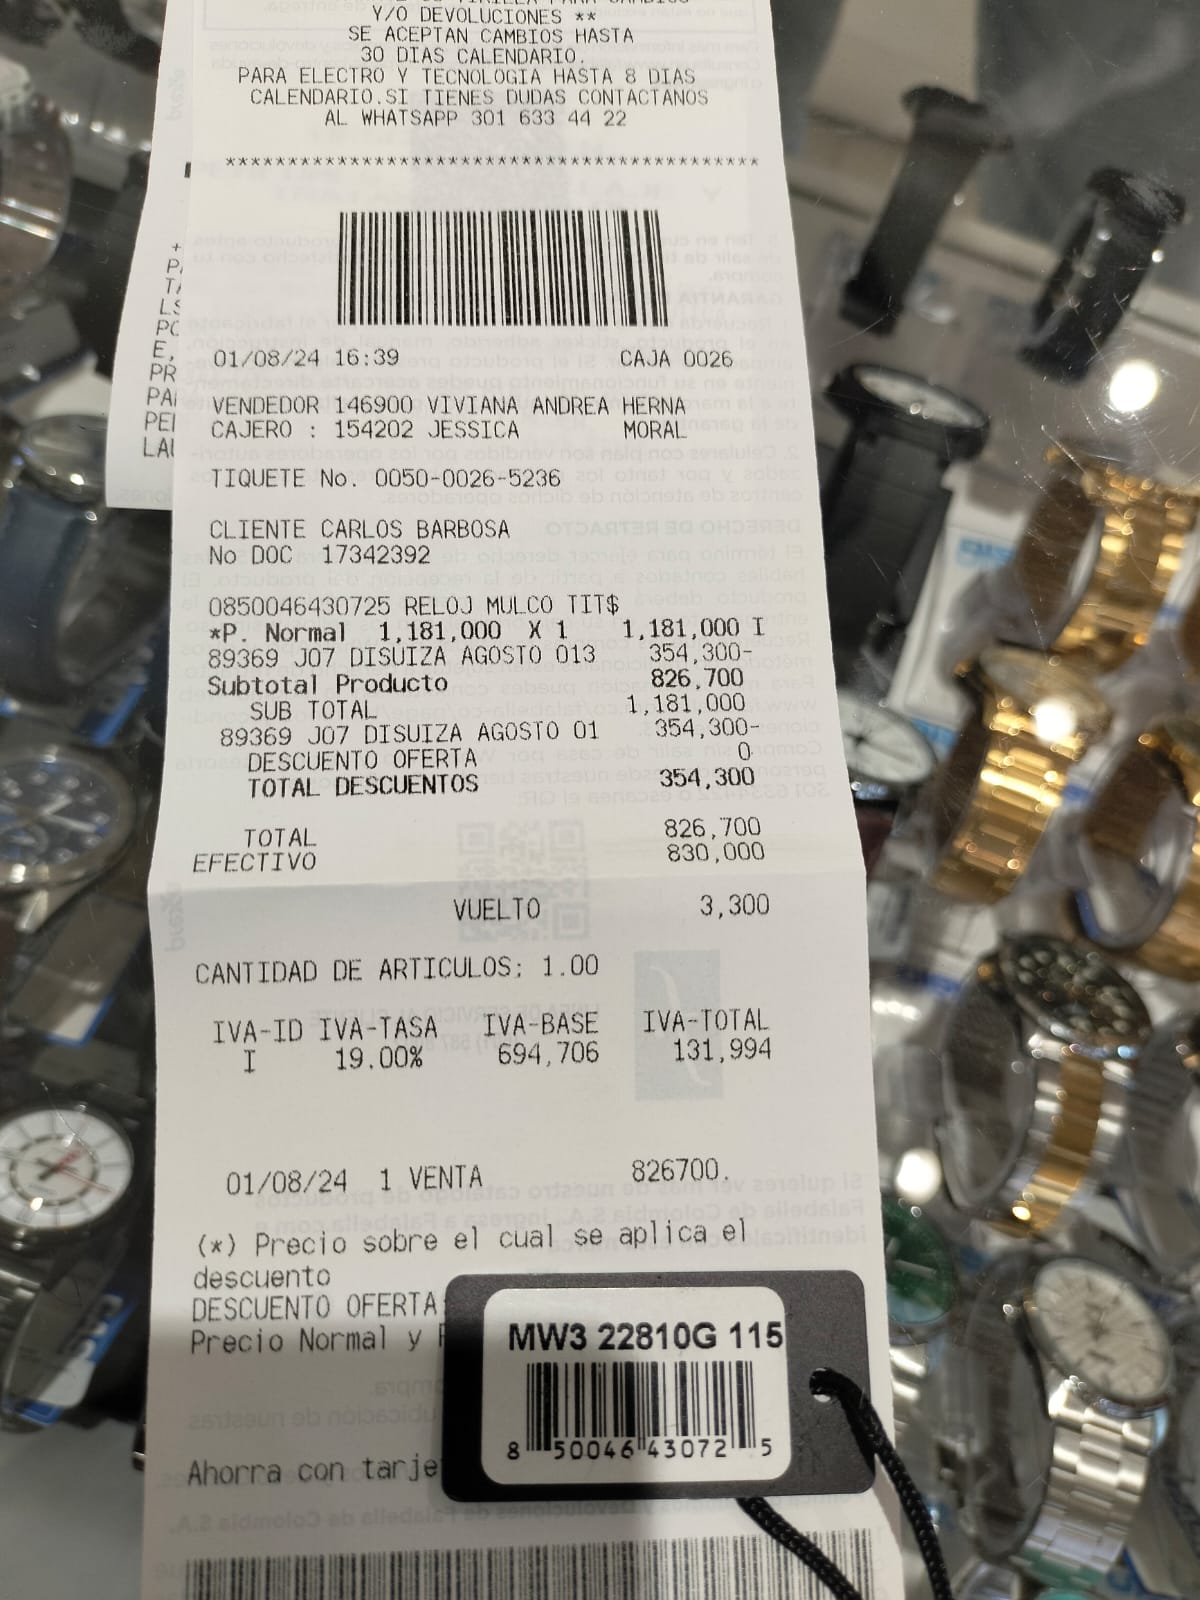 Y/O DEVOLUCIONES **
SE ACEPTAN CAMBIOS HASTA
30 DIAS CALENDARIO.
PARA ELECTRO Y TECNOLOGIA HASTA 8 DIAS
CALENDARIO.SI TIENES DUDAS CONTACTANOS
AL WHATSAPP 301 633 44 22
*************************************************
01/08/24 16:39 CAJA 0026
VENDEDOR 146900 VIVIANA ANDREA HERNA
CAJERO : 154202 JESSICA MORAL
TIQUETE No. 0050-0026-5236
CLIENTE CARLOS BARBOSA
No DOC 17342392
0850046430725 RELOJ MULCO TIT$
*P. Normal 1,181,000 X 1 1,181,000 I
89369 J07 DISUIZA AGOSTO 013 354,300-
Subtotal Producto 826,700
SUB TOTAL 1,181,000
89369 J07 DISUIZA AGOSTO 01 354,300-
DESCUENTO OFERTA 0
TOTAL DESCUENTOS 354,300
TOTAL 826,700
EFECTIVO 830,000
VUELTO 3,300
CANTIDAD DE ARTICULOS: 1.00
IVA-ID IVA-TASA IVA-BASE IVA-TOTAL
I 19.00% 694,706 131,994
01/08/24 1 VENTA 826700.
(*) Precio sobre el cual se aplica el
descuento
DESCUENTO OFERTA
Precio Normal y
Ahorra con tarje
MW3 22810G 115
8 50046 43072 5